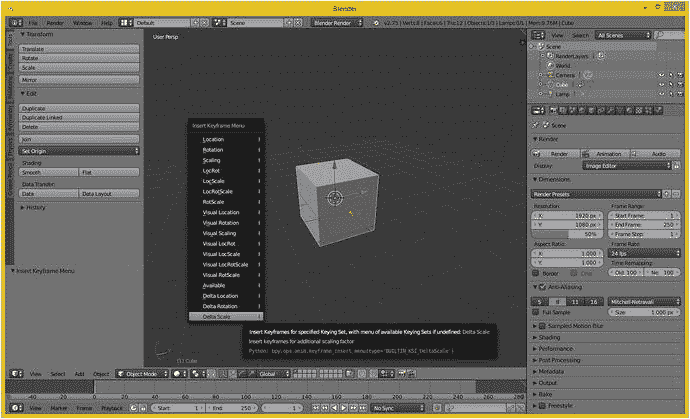 Blender
File Render Window Help Default Scene Blender Render v2.75 | Verts:8 | Faces:6 | Tris:12 | Objects:1/3 | Lamps:0/1 | Mem:9.76M | Cube
Transform
Translate
Rotate
Scale
Mirror
Edit
Duplicate
Duplicate Linked
Delete
Join
Set Origin
Shading:
Smooth Flat
Data Transfer:
Data Data Layout
History
Tools
Create
Relations
Animation
Physics
Grease Pencil
Insert Keyframe Menu
User Persp
Insert Keyframe Menu
Location
Rotation
Scaling
LocRot
LocScale
LocRotScale
RotScale
Visual Location
Visual Rotation
Visual Scaling
Visual LocRot
Visual LocScale
Visual LocRotScale
Visual RotScale
Available
Delta Location
Delta Rotation
Delta Scale
Insert Keyframes for specified Keying Set, with menu of available Keying Sets if undefined: Delta Scale
Insert keyframes for additional scaling factor
(1) Cube
View Select Add Object Object Mode Global
-40 -20 0 20 40 60 80 100 120 140 160 180 200 220 240 260
View Marker Frame Playback Start: 1 End: 250 1 No Sync
View Search All Scenes
Scene
RenderLayers
World
Camera
Cube
Lamp
Scene
Render
Render Animation Audio
Display: Image Editor
Dimensions
Render Presets
Resolution: Frame Range:
X: 1920 px Start Frame: 1
Y: 1080 px End Frame: 250
50% Frame Step: 1
Aspect Ratio: Frame Rate:
X: 1.000 24 fps
Y: 1.000 Time Remapping:
Border Crop Old: 100 Ne: 100
Anti-Aliasing
5 8 11 16 Mitchell-Netravali
Full Sample Size: 1.000 px
Sampled Motion Blur
Shading
Performance
Post Processing
Metadata
Output
Bake
Freestyle